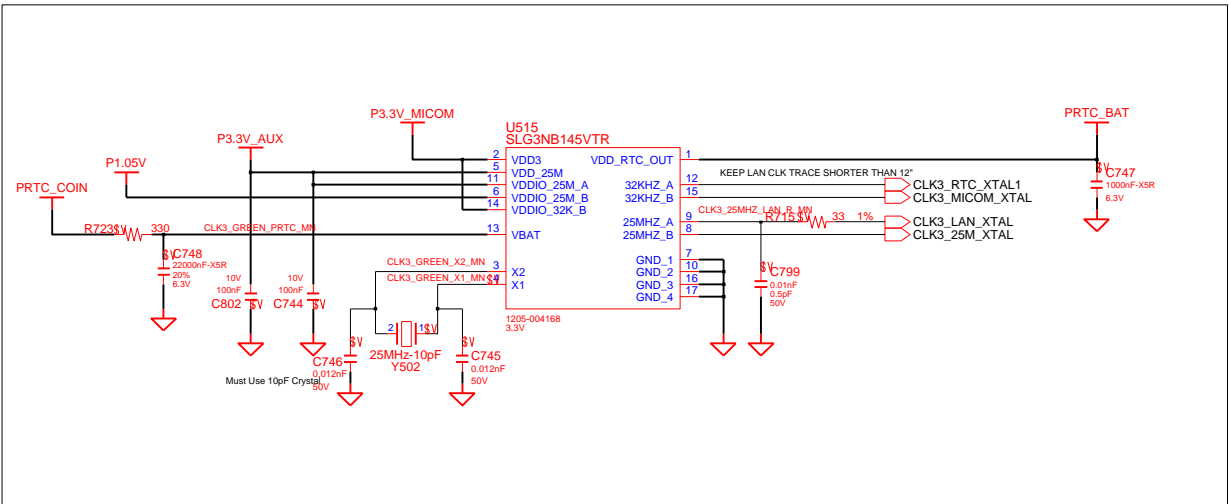 P3.3V_MICOM
PRTC_BAT
U515
SLG3NB145VTR
P3.3V_AUX
P1.05V
PRTC_COIN
2 VDD3 VDD_RTC_OUT 1
5 VDD_25M
KEEP LAN CLK TRACE SHORTER THAN 12"
11 VDDIO_25M_A 32KHZ_A 12 CLK3_RTC_XTAL1
6 VDDIO_25M_B 32KHZ_B 15 CLK3_MICOM_XTAL
14 VDDIO_32K_B
CLK3_25MHZ_LAN_R_MN
25MHZ_A 9 R715 $V 33 1% CLK3_LAN_XTAL
R723 $V 330 CLK3_GREEN_PRTC_MN 13 VBAT 25MHZ_B 8 CLK3_25M_XTAL
$V
C747
1000nF-X5R
6.3V
$V
C748
22000nF-X5R
20%
6.3V
10V
100nF
C802 $V
10V
100nF
C744 $V
CLK3_GREEN_X2_MN 3 X2
CLK3_GREEN_X1_MN X1
GND_1 7
GND_2 10
GND_3 16
GND_4 17
$V
C799
0.01nF
0.5pF
50V
1205-004168
3.3V
2 1 $V
25MHz-10pF
Y502
$V
C746
0.012nF
50V
$V
C745
0.012nF
50V
Must Use 10pF Crystal